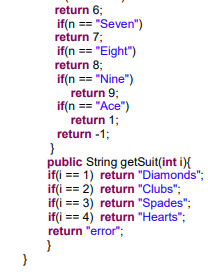 return 6;
if(n == "Seven")
return 7;
if(n == "Eight")
return 8;
if(n == "Nine")
return 9;
if(n == "Ace")
return 1;
return -1;
}
public String getSuit(int i){
if(i == 1) return "Diamonds";
if(i == 2) return "Clubs";
if(i == 3) return "Spades";
if(i == 4) return "Hearts";
return "error";
}
}